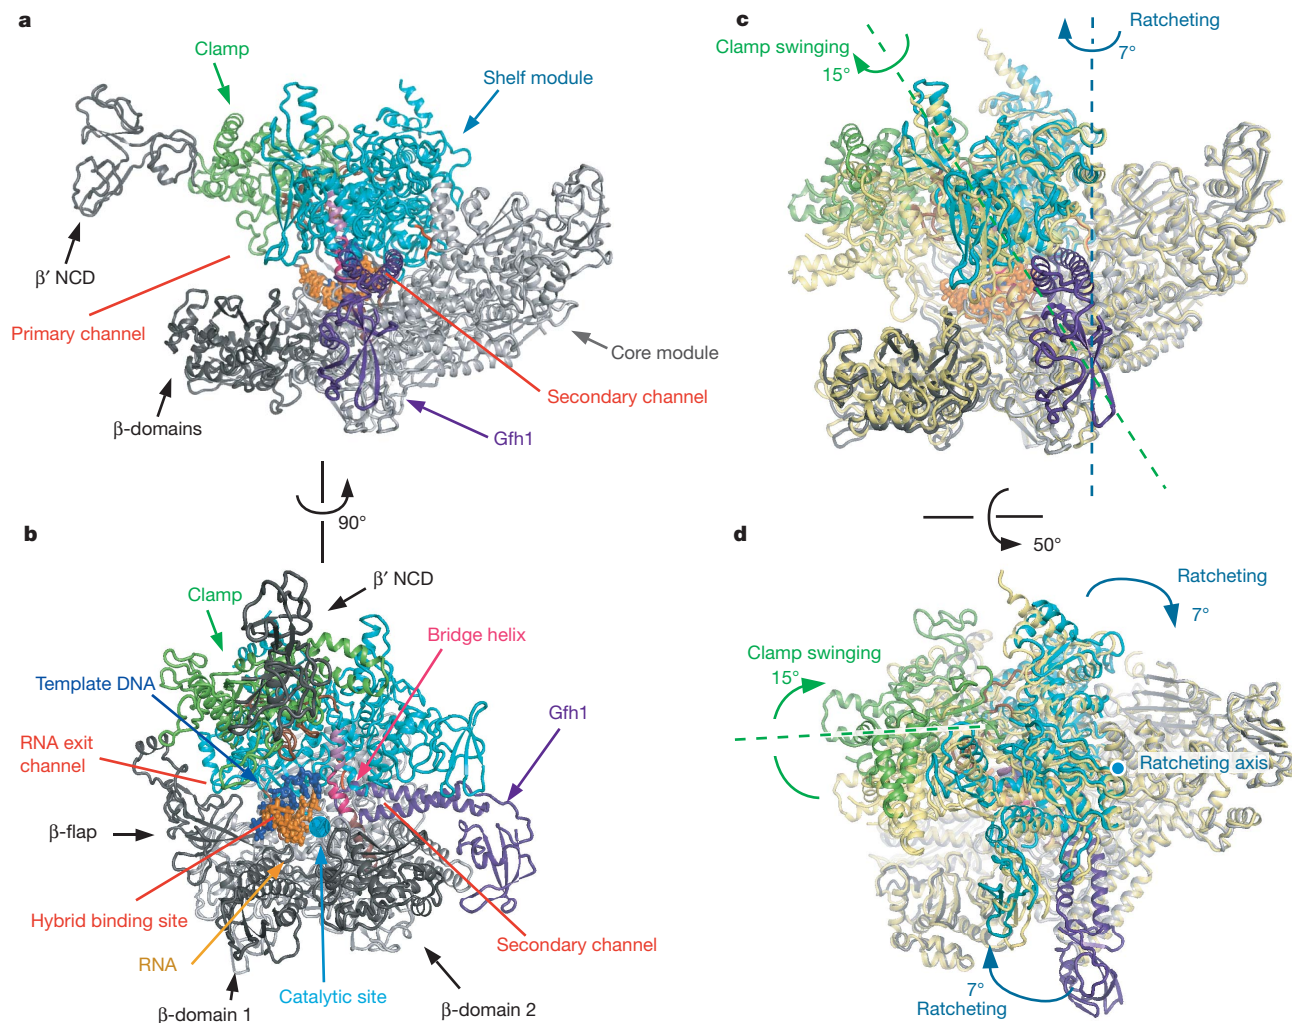 a
Clamp
Shelf module
β′ NCD
Primary channel
Core module
Secondary channel
β-domains
Gfh1
90°
b
β′ NCD
Clamp
Bridge helix
Template DNA
Gfh1
RNA exit
channel
β-flap
Hybrid binding site
Secondary channel
RNA
Catalytic site
β-domain 1
β-domain 2
c
Ratcheting
7°
Clamp swinging
15°
50°
d
Ratcheting
7°
Clamp swinging
15°
Ratcheting axis
7°
Ratcheting